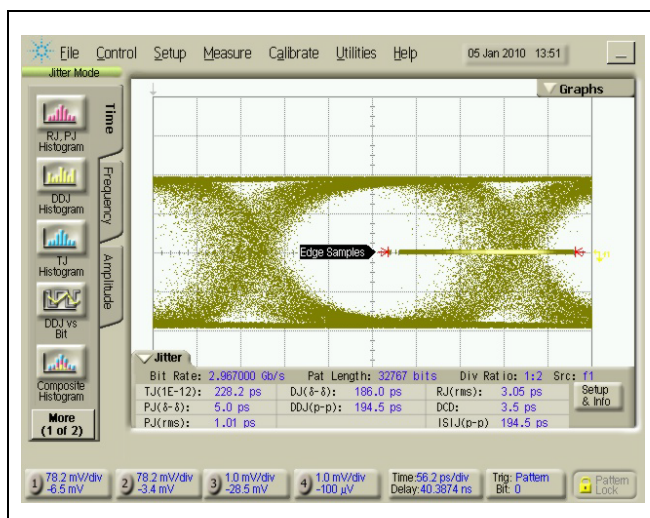 File Control Setup Measure Calibrate Utilities Help 05 Jan 2010 13:51
Jitter Mode
Graphs
RJ, PJ
Histogram
DDJ
Histogram
TJ
Histogram
DDJ vs
Bit
Composite
Histogram
More
(1 of 2)
Time
Frequency
Amplitude
Edge Samples
Jitter
Bit Rate: 2.967000 Gb/s Pat Length: 32767 bits Div Ratio: 1:2 Src: f1
TJ(1E-12): 228.2 ps DJ(δ-δ): 186.0 ps RJ(rms): 3.05 ps
PJ(δ-δ): 5.0 ps DDJ(p-p): 194.5 ps DCD: 3.5 ps
PJ(rms): 1.01 ps ISIJ(p-p) 194.5 ps
Setup
& Info
1 78.2 mV/div
-6.5 mV
2 78.2 mV/div
-3.4 mV
3 1.0 mV/div
-28.5 mV
4 1.0 mV/div
-100 µV
Time:56.2 ps/div
Delay:40.3874 ns
Trig: Pattern
Bit: 0
Pattern
Lock